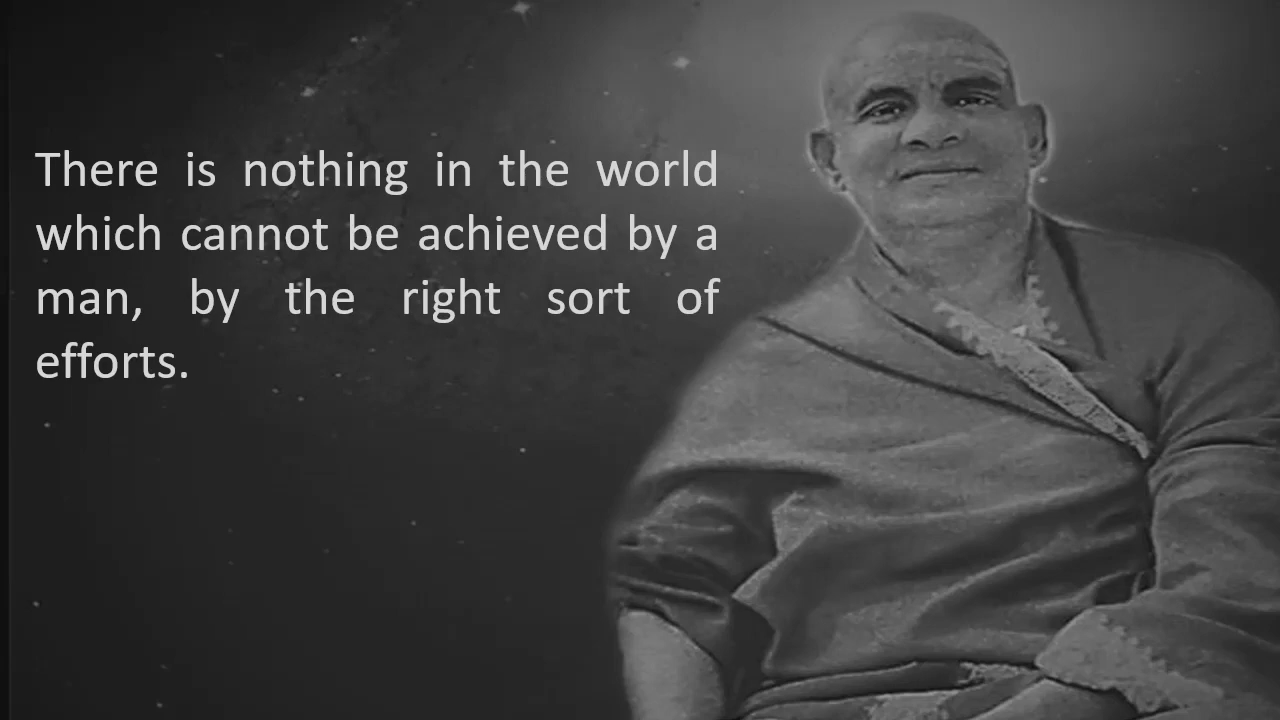 There is nothing in the world
which cannot be achieved by a
man, by the right sort of
efforts.